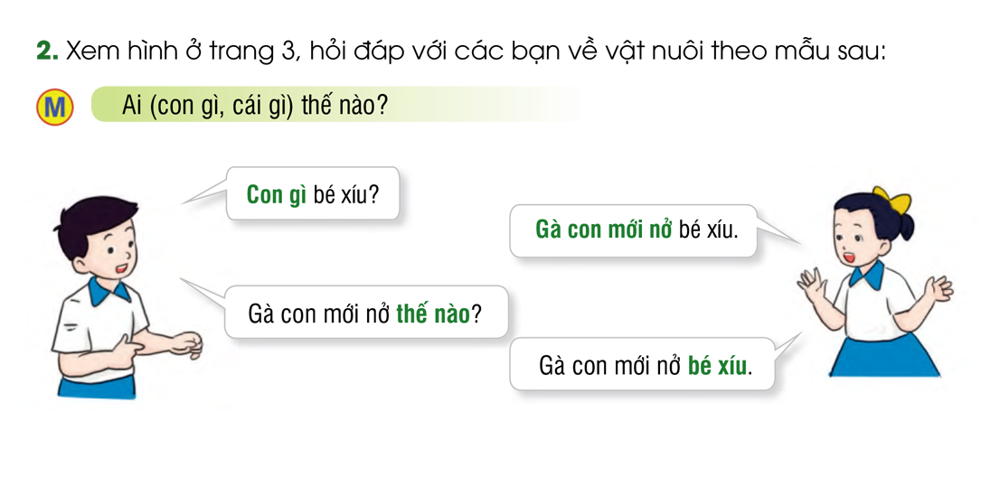 2. Xem hình ở trang 3, hỏi đáp với các bạn về vật nuôi theo mẫu sau:
M Ai (con gì, cái gì) thế nào?
Con gì bé xíu?
Gà con mới nở bé xíu.
Gà con mới nở thế nào?
Gà con mới nở bé xíu.